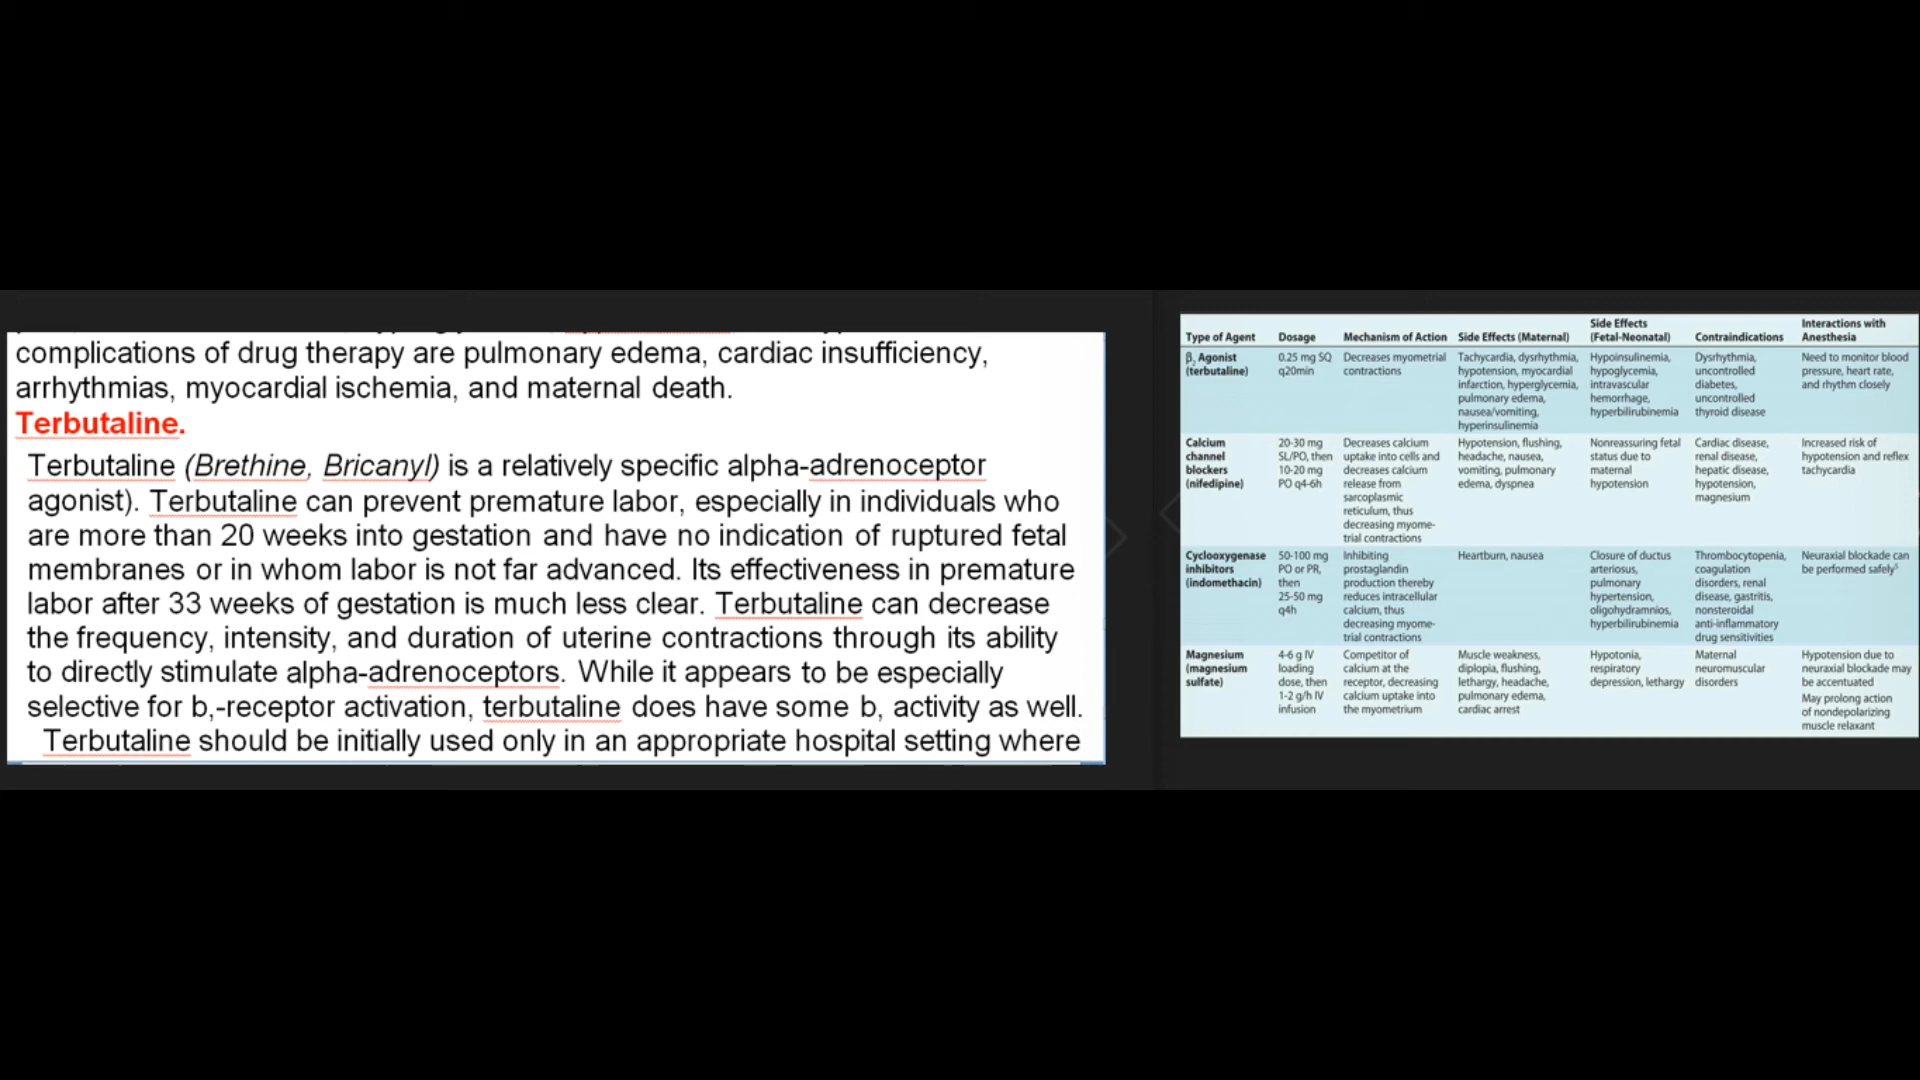 complications of drug therapy are pulmonary edema, cardiac insufficiency,
arrhythmias, myocardial ischemia, and maternal death.
Terbutaline.
Terbutaline (Brethine, Bricanyl) is a relatively specific alpha-adrenoceptor
agonist). Terbutaline can prevent premature labor, especially in individuals who
are more than 20 weeks into gestation and have no indication of ruptured fetal
membranes or in whom labor is not far advanced. Its effectiveness in premature
labor after 33 weeks of gestation is much less clear. Terbutaline can decrease
the frequency, intensity, and duration of uterine contractions through its ability
to directly stimulate alpha-adrenoceptors. While it appears to be especially
selective for b,-receptor activation, terbutaline does have some b, activity as well.
Terbutaline should be initially used only in an appropriate hospital setting where
Type of Agent
Dosage
Mechanism of Action
Side Effects (Maternal)
Side Effects
(Fetal-Neonatal)
Contraindications
Interactions with
Anesthesia
β₂ Agonist
(terbutaline)
0.25 mg SQ
q20min
Decreases myometrial
contractions
Tachycardia, dysrhythmia,
hypotension, myocardial
infarction, hyperglycemia,
pulmonary edema,
nausea/vomiting,
hyperinsulinemia
Hypoinsulinemia,
hypoglycemia,
intravascular
hemorrhage,
hyperbilirubinemia
Dysrhythmia,
uncontrolled
diabetes,
uncontrolled
thyroid disease
Need to monitor blood
pressure, heart rate,
and rhythm closely
Calcium
channel
blockers
(nifedipine)
20-30 mg
SL/PO, then
10-20 mg
PO q4-6h
Decreases calcium
uptake into cells and
decreases calcium
release from
sarcoplasmic
reticulum, thus
decreasing myome-
trial contractions
Hypotension, flushing,
headache, nausea,
vomiting, pulmonary
edema, dyspnea
Nonreassuring fetal
status due to
maternal
hypotension
Cardiac disease,
renal disease,
hepatic disease,
hypotension,
magnesium
Increased risk of
hypotension and reflex
tachycardia
Cyclooxygenase
inhibitors
(indomethacin)
50-100 mg
PO or PR,
then
25-50 mg
q4h
Inhibiting
prostaglandin
production thereby
reduces intracellular
calcium, thus
decreasing myome-
trial contractions
Heartburn, nausea
Closure of ductus
arteriosus,
pulmonary
hypertension,
oligohydramnios,
hyperbilirubinemia
Thrombocytopenia,
coagulation
disorders, renal
disease, gastritis,
nonsteroidal
anti-inflammatory
drug sensitivities
Neuraxial blockade can
be performed safely⁵
Magnesium
(magnesium
sulfate)
4-6 g IV
loading
dose, then
1-2 g/h IV
infusion
Competitor of
calcium at the
receptor, decreasing
calcium uptake into
the myometrium
Muscle weakness,
diplopia, flushing,
lethargy, headache,
pulmonary edema,
cardiac arrest
Hypotonia,
respiratory
depression, lethargy
Maternal
neuromuscular
disorders
Hypotension due to
neuraxial blockade may
be accentuated
May prolong action
of nondepolarizing
muscle relaxant